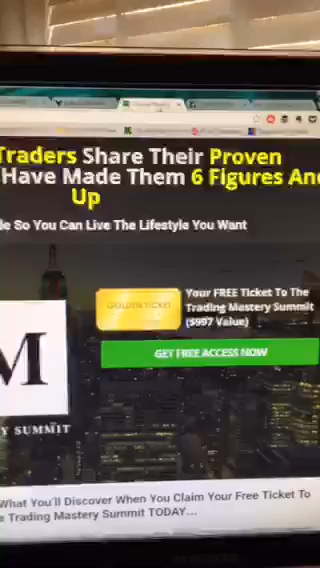 Traders Share Their Proven
Have Made Them 6 Figures And
Up
So You Can Live The Lifestyle You Want
GOLDEN TICKET
Your FREE Ticket To The
Trading Mastery Summit
($997 Value)
GET FREE ACCESS NOW
M
Y SUMMIT
What You'll Discover When You Claim Your Free Ticket To
Trading Mastery Summit TODAY...